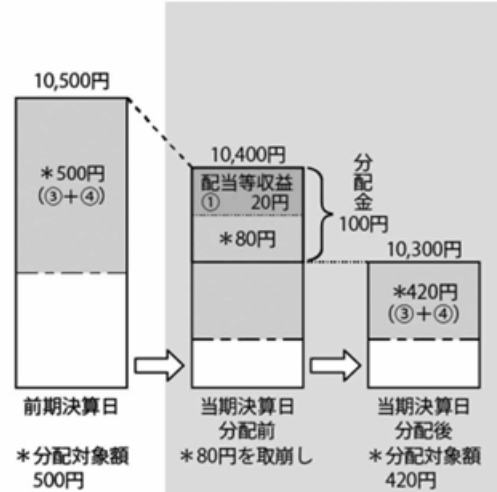 10,500円
*500円
(③+④)
10,400円
配当等収益
① 20円
*80円
分配金
100円
10,300円
*420円
(③+④)
前期決算日
*分配対象額
500円
当期決算日
分配前
*80円を取崩し
当期決算日
分配後
*分配対象額
420円